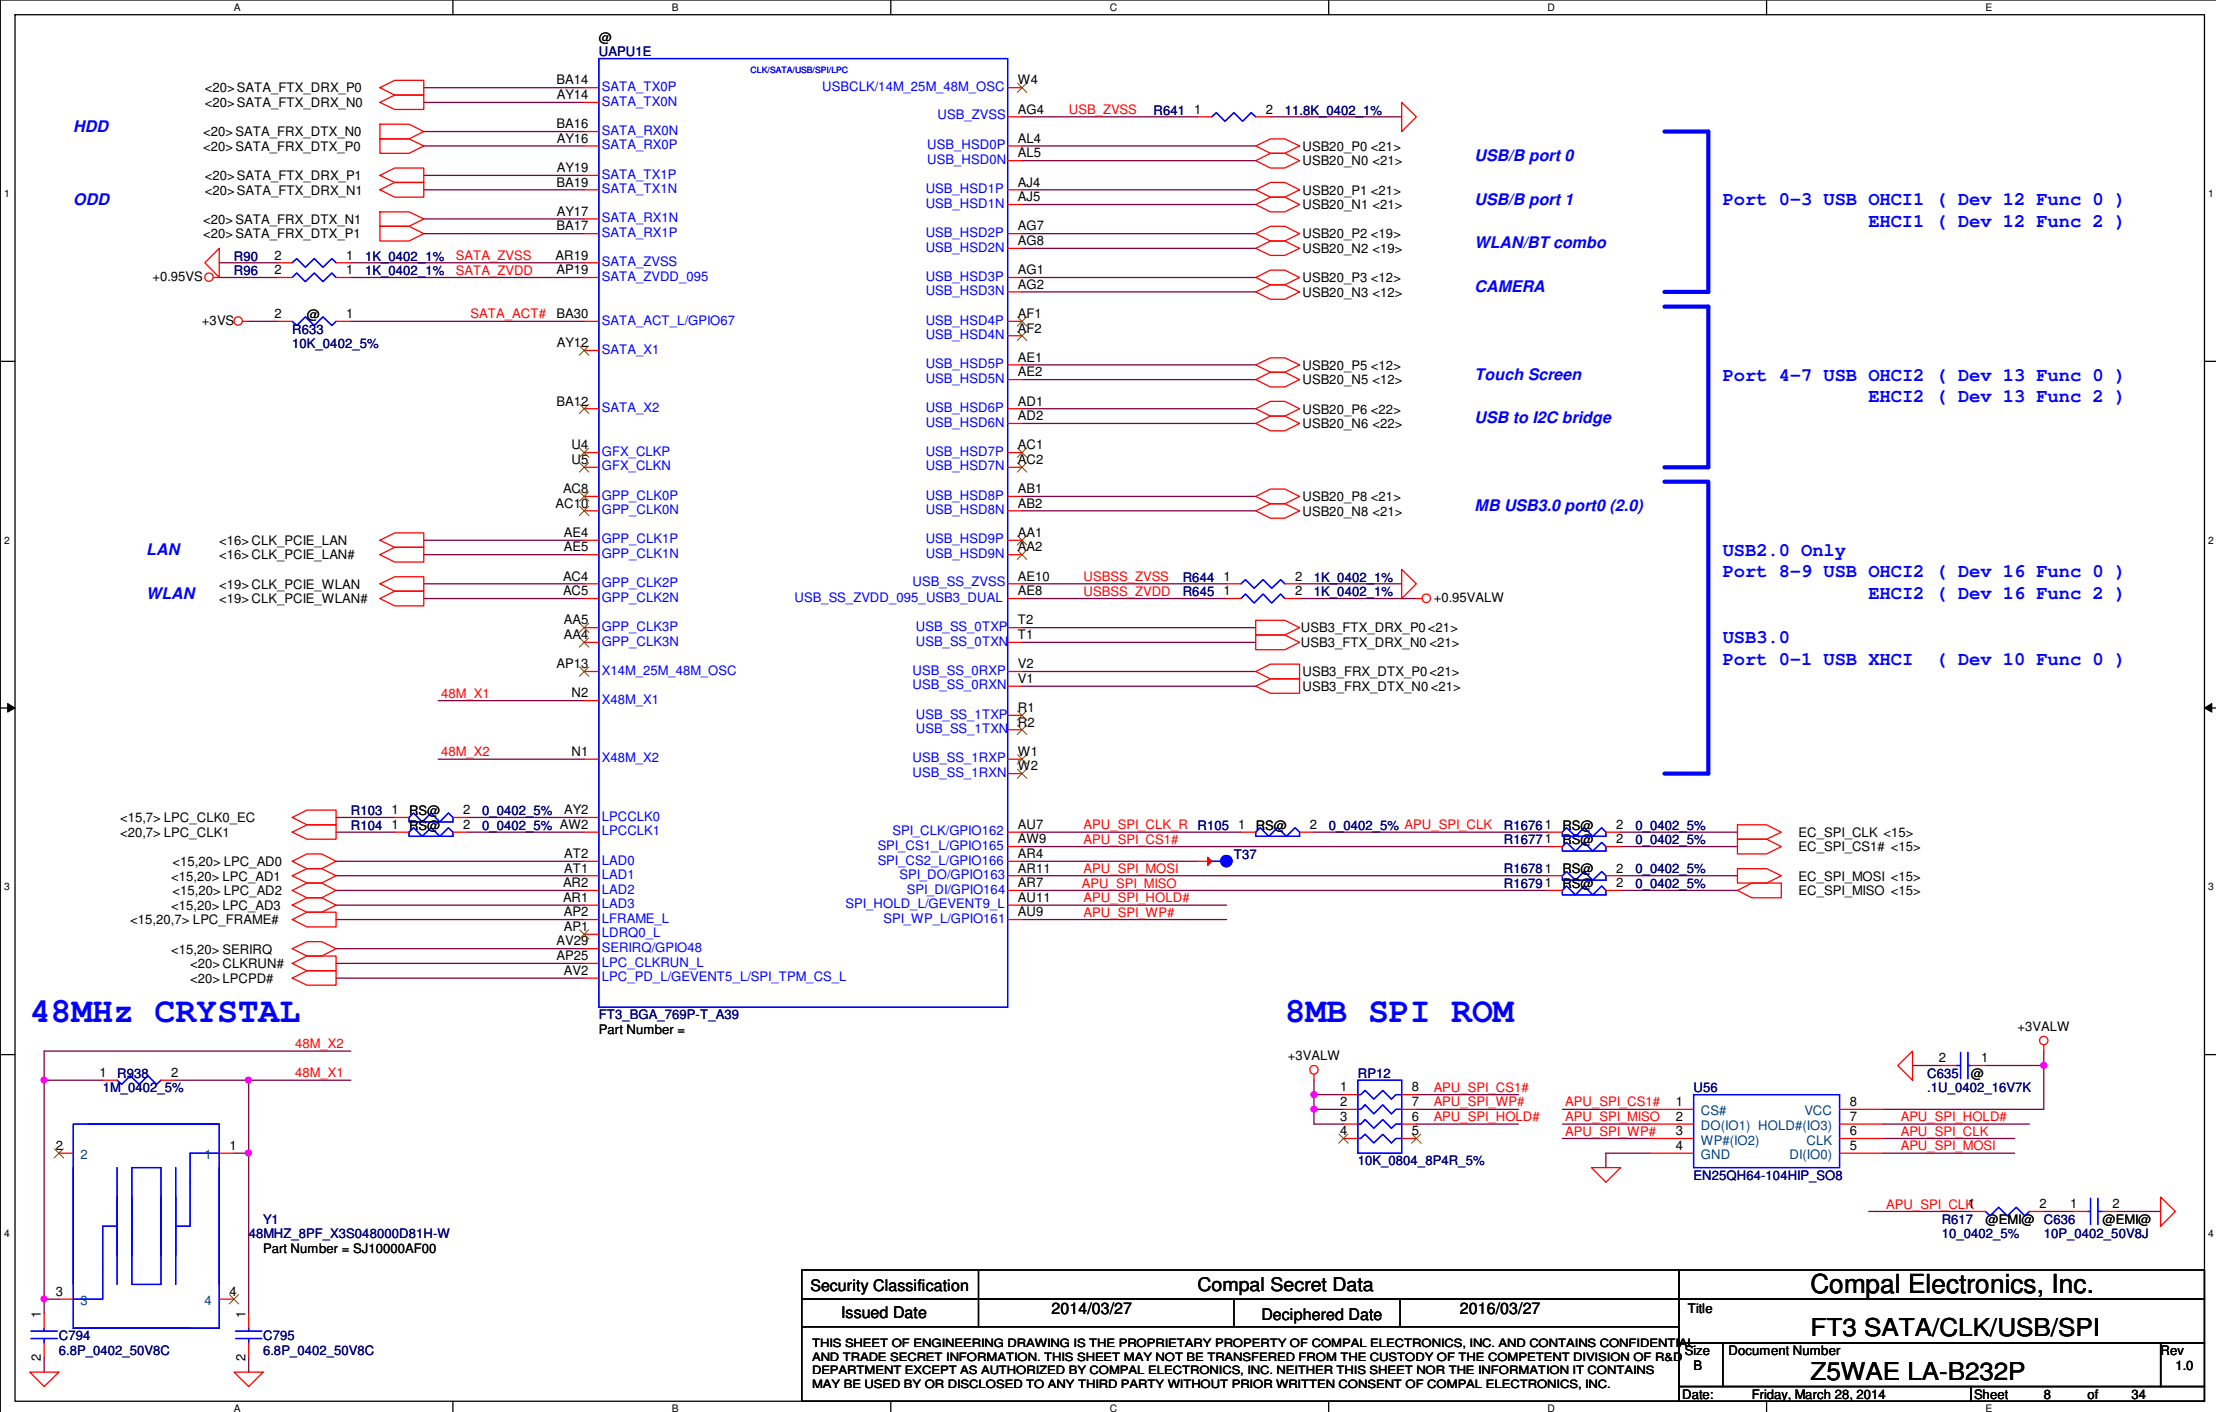 A B C D E
@
UAPU1E
CLK/SATA/USB/SPI/LPC
HDD
<20> SATA_FTX_DRX_P0 BA14 SATA_TX0P
<20> SATA_FTX_DRX_N0 AY14 SATA_TX0N
<20> SATA_FRX_DTX_N0 BA16 SATA_RX0N
<20> SATA_FRX_DTX_P0 AY16 SATA_RX0P
ODD
<20> SATA_FTX_DRX_P1 AY19 SATA_TX1P
<20> SATA_FTX_DRX_N1 BA19 SATA_TX1N
<20> SATA_FRX_DTX_N1 AY17 SATA_RX1N
<20> SATA_FRX_DTX_P1 BA17 SATA_RX1P
R90 2 1 1K_0402_1% SATA_ZVSS AR19 SATA_ZVSS
+0.95VS R96 2 1 1K_0402_1% SATA_ZVDD AP19 SATA_ZVDD_095
+3VS 2 @ 1 SATA_ACT# BA30 SATA_ACT_L/GPIO67
R633
10K_0402_5%
AY12 SATA_X1
BA12 SATA_X2
U4 GFX_CLKP
U5 GFX_CLKN
AC8 GPP_CLK0P
AC10 GPP_CLK0N
LAN
<16> CLK_PCIE_LAN AE4 GPP_CLK1P
<16> CLK_PCIE_LAN# AE5 GPP_CLK1N
WLAN
<19> CLK_PCIE_WLAN AC4 GPP_CLK2P
<19> CLK_PCIE_WLAN# AC5 GPP_CLK2N
AA5 GPP_CLK3P
AA4 GPP_CLK3N
AP13 X14M_25M_48M_OSC
48M_X1 N2 X48M_X1
48M_X2 N1 X48M_X2
<15,7> LPC_CLK0_EC R103 1 RS@ 2 0_0402_5% AY2 LPCCLK0
<20,7> LPC_CLK1 R104 1 RS@ 2 0_0402_5% AW2 LPCCLK1
<15,20> LPC_AD0 AT2 LAD0
<15,20> LPC_AD1 AT1 LAD1
<15,20> LPC_AD2 AR2 LAD2
<15,20> LPC_AD3 AR1 LAD3
<15,20,7> LPC_FRAME# AP2 LFRAME_L
AP1 LDRQ0_L
<15,20> SERIRQ AV29 SERIRQ/GPIO48
<20> CLKRUN# AP25 LPC_CLKRUN_L
<20> LPCPD# AV2 LPC_PD_L/GEVENT5_L/SPI_TPM_CS_L
FT3_BGA_769P-T_A39
Part Number =
USBCLK/14M_25M_48M_OSC W4
USB_ZVSS AG4 USB_ZVSS R641 1 2 11.8K_0402_1%
USB_HSD0P AL4 USB20_P0 <21>
USB_HSD0N AL5 USB20_N0 <21>
USB/B port 0
USB_HSD1P AJ4 USB20_P1 <21>
USB_HSD1N AJ5 USB20_N1 <21>
USB/B port 1
USB_HSD2P AG7 USB20_P2 <19>
USB_HSD2N AG8 USB20_N2 <19>
WLAN/BT combo
USB_HSD3P AG1 USB20_P3 <12>
USB_HSD3N AG2 USB20_N3 <12>
CAMERA
Port 0-3 USB OHCI1 ( Dev 12 Func 0 )
EHCI1 ( Dev 12 Func 2 )
USB_HSD4P AF1
USB_HSD4N AF2
USB_HSD5P AE1 USB20_P5 <12>
USB_HSD5N AE2 USB20_N5 <12>
Touch Screen
USB_HSD6P AD1 USB20_P6 <22>
USB_HSD6N AD2 USB20_N6 <22>
USB to I2C bridge
USB_HSD7P AC1
USB_HSD7N AC2
Port 4-7 USB OHCI2 ( Dev 13 Func 0 )
EHCI2 ( Dev 13 Func 2 )
USB_HSD8P AB1 USB20_P8 <21>
USB_HSD8N AB2 USB20_N8 <21>
MB USB3.0 port0 (2.0)
USB_HSD9P AA1
USB_HSD9N AA2
USB_SS_ZVSS AE10 USBSS_ZVSS R644 1 2 1K_0402_1%
USB_SS_ZVDD_095_USB3_DUAL AE8 USBSS_ZVDD R645 1 2 1K_0402_1% +0.95VALW
USB_SS_0TXP T2 USB3_FTX_DRX_P0 <21>
USB_SS_0TXN T1 USB3_FTX_DRX_N0 <21>
USB_SS_0RXP V2 USB3_FRX_DTX_P0 <21>
USB_SS_0RXN V1 USB3_FRX_DTX_N0 <21>
USB_SS_1TXP R1
USB_SS_1TXN R2
USB_SS_1RXP W1
USB_SS_1RXN W2
USB2.0 Only
Port 8-9 USB OHCI2 ( Dev 16 Func 0 )
EHCI2 ( Dev 16 Func 2 )
USB3.0
Port 0-1 USB XHCI ( Dev 10 Func 0 )
SPI_CLK/GPIO162 AU7 APU_SPI_CLK_R R105 1 RS@ 2 0_0402_5% APU_SPI_CLK R1676 1 RS@ 2 0_0402_5% EC_SPI_CLK <15>
SPI_CS1_L/GPIO165 AW9 APU_SPI_CS1# R1677 1 RS@ 2 0_0402_5% EC_SPI_CS1# <15>
SPI_CS2_L/GPIO166 AR4 T37
SPI_DO/GPIO163 AR11 APU_SPI_MOSI R1678 1 RS@ 2 0_0402_5% EC_SPI_MOSI <15>
SPI_DI/GPIO164 AR7 APU_SPI_MISO R1679 1 RS@ 2 0_0402_5% EC_SPI_MISO <15>
SPI_HOLD_L/GEVENT9_L AU11 APU_SPI_HOLD#
SPI_WP_L/GPIO161 AU9 APU_SPI_WP#
1 1
2 2
3 3
4 4
48MHz CRYSTAL
48M_X2
1 R938 2 48M_X1
1M_0402_5%
2 2 1 1
3 3 4 4
Y1
48MHZ_8PF_X3S048000D81H-W
Part Number = SJ10000AF00
1 C794 2
6.8P_0402_50V8C
1 C795 2
6.8P_0402_50V8C
8MB SPI ROM
+3VALW
RP12
1 8 APU_SPI_CS1#
2 7 APU_SPI_WP#
3 6 APU_SPI_HOLD#
4 5
10K_0804_8P4R_5%
+3VALW
2 1
C635 @
.1U_0402_16V7K
U56
APU_SPI_CS1# 1 CS# VCC 8
APU_SPI_MISO 2 DO(IO1) HOLD#(IO3) 7 APU_SPI_HOLD#
APU_SPI_WP# 3 WP#(IO2) CLK 6 APU_SPI_CLK
4 GND DI(IO0) 5 APU_SPI_MOSI
EN25QH64-104HIP_SO8
APU_SPI_CLK 1 2 1 2
R617 @EMI@ C636 @EMI@
10_0402_5% 10P_0402_50V8J
Security Classification Compal Secret Data
Issued Date 2014/03/27 Deciphered Date 2016/03/27
THIS SHEET OF ENGINEERING DRAWING IS THE PROPRIETARY PROPERTY OF COMPAL ELECTRONICS, INC. AND CONTAINS CONFIDENTIAL
AND TRADE SECRET INFORMATION. THIS SHEET MAY NOT BE TRANSFERED FROM THE CUSTODY OF THE COMPETENT DIVISION OF R&D
DEPARTMENT EXCEPT AS AUTHORIZED BY COMPAL ELECTRONICS, INC. NEITHER THIS SHEET NOR THE INFORMATION IT CONTAINS
MAY BE USED BY OR DISCLOSED TO ANY THIRD PARTY WITHOUT PRIOR WRITTEN CONSENT OF COMPAL ELECTRONICS, INC.
Compal Electronics, Inc.
Title
FT3 SATA/CLK/USB/SPI
Size Document Number Rev
B Z5WAE LA-B232P 1.0
Date: Friday, March 28, 2014 Sheet 8 of 34
A B C D E